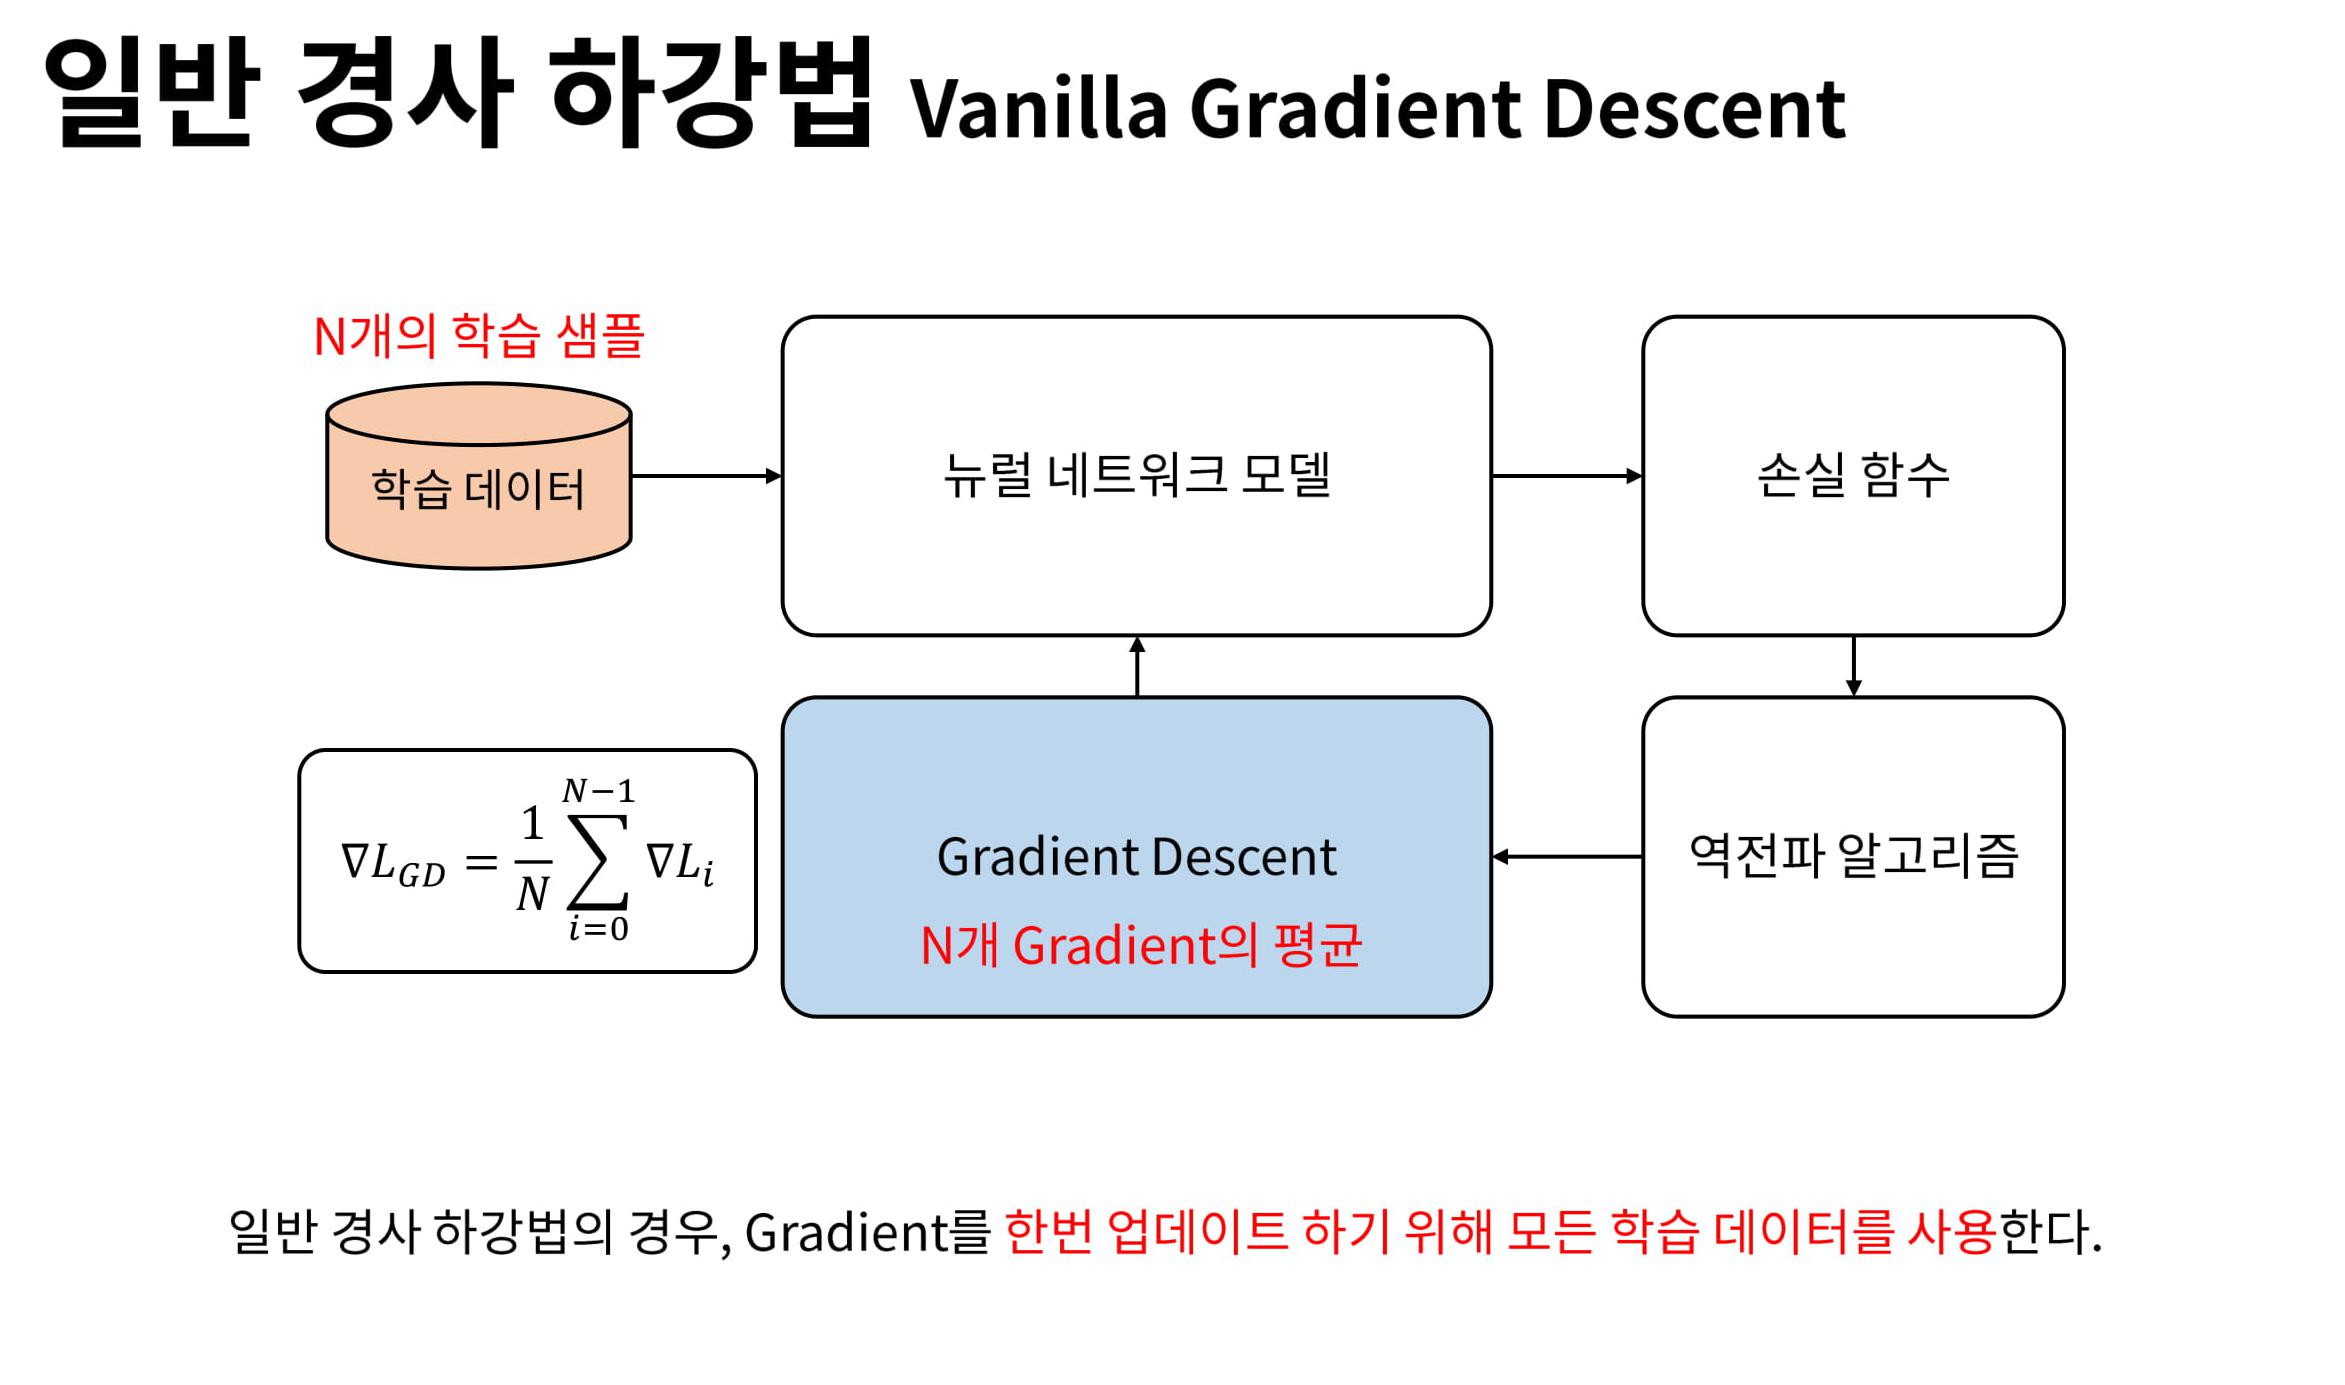 일반 경사 하강법 Vanilla Gradient Descent
N개의 학습 샘플
학습 데이터
뉴럴 네트워크 모델
손실 함수
∇L_{GD} = \frac{1}{N} \sum_{i=0}^{N-1} ∇L_i
Gradient Descent
N개 Gradient의 평균
역전파 알고리즘
일반 경사 하강법의 경우, Gradient를 한번 업데이트 하기 위해 모든 학습 데이터를 사용한다.